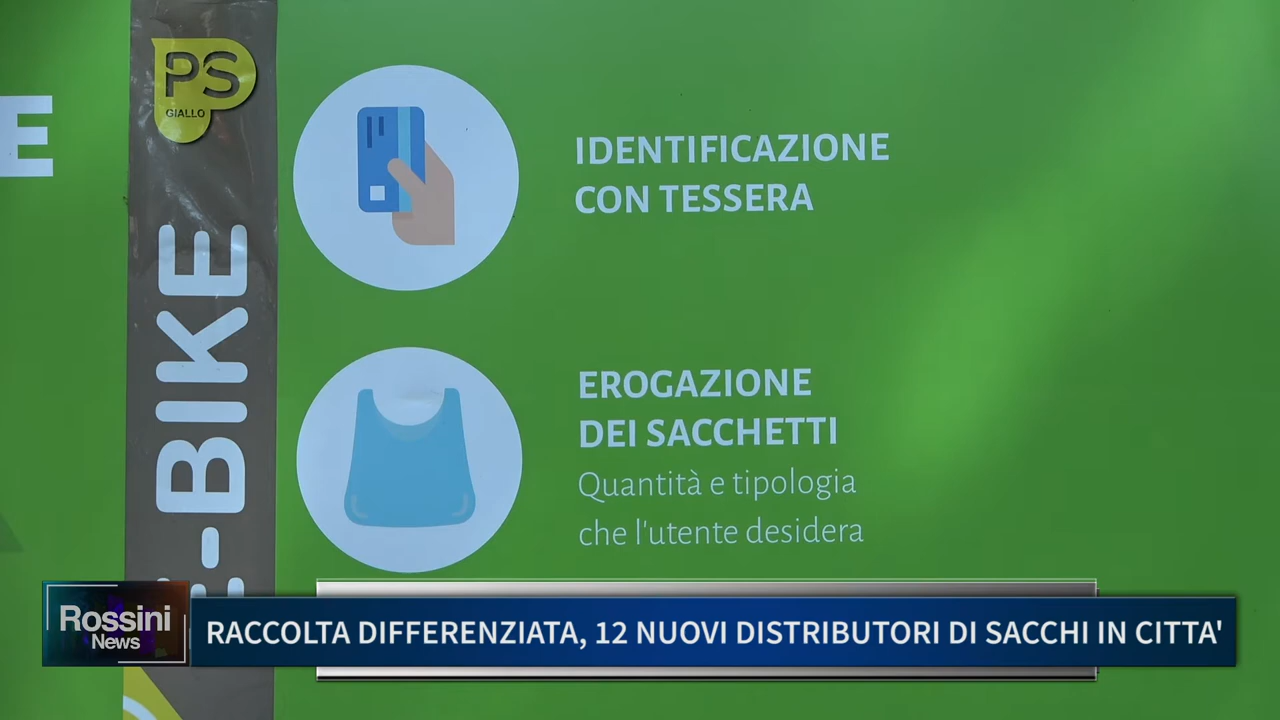 E
PS
GIALLO
E-BIKE
IDENTIFICAZIONE
CON TESSERA
EROGAZIONE
DEI SACCHETTI
Quantità e tipologia
che l'utente desidera
Rossini
News
RACCOLTA DIFFERENZIATA, 12 NUOVI DISTRIBUTORI DI SACCHI IN CITTA'